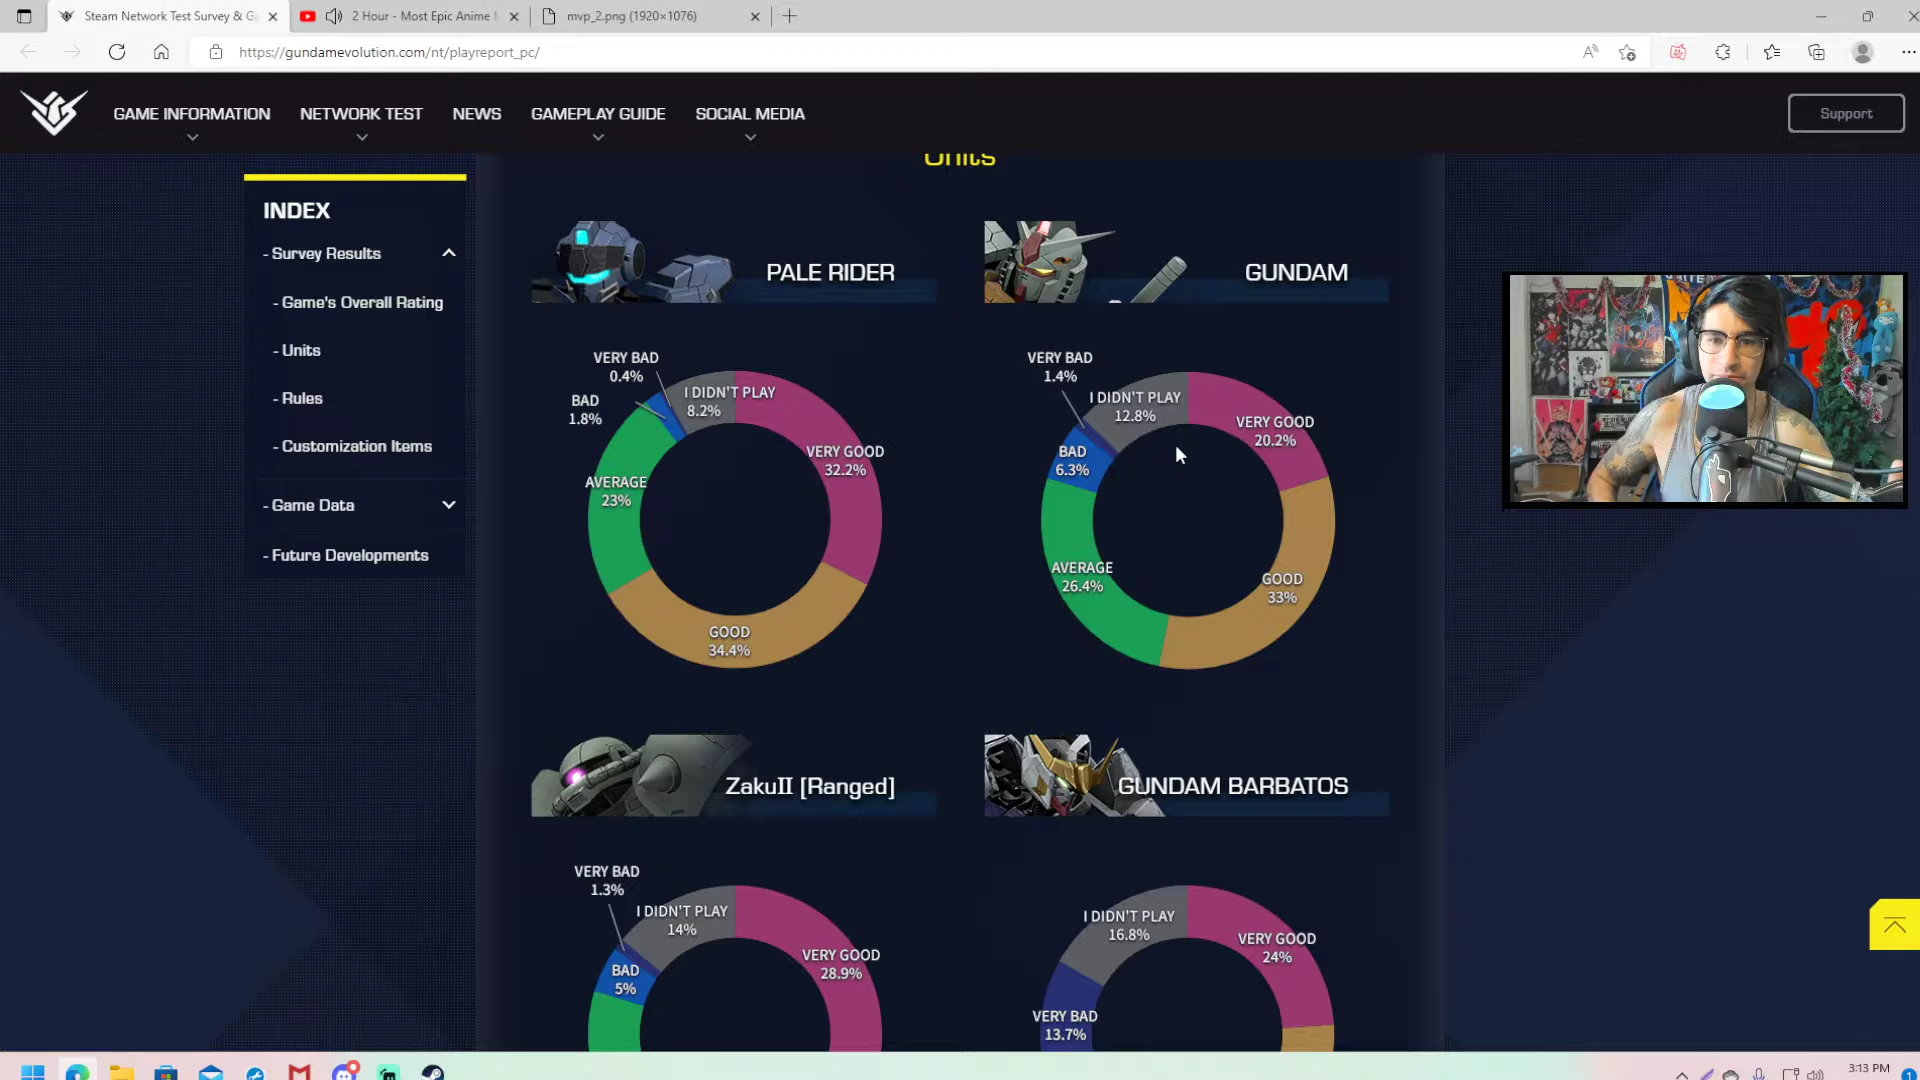 Steam Network Test Survey & Ga
2 Hour - Most Epic Anime
mvp_2.png (1920×1076)
https://gundamevolution.com/nt/playreport_pc/
GAME INFORMATION
NETWORK TEST
NEWS
GAMEPLAY GUIDE
SOCIAL MEDIA
Support
Units
INDEX
- Survey Results
- Game's Overall Rating
- Units
- Rules
- Customization Items
- Game Data
- Future Developments
PALE RIDER
VERY BAD
0.4%
BAD
1.8%
I DIDN'T PLAY
8.2%
VERY GOOD
32.2%
AVERAGE
23%
GOOD
34.4%
GUNDAM
VERY BAD
1.4%
I DIDN'T PLAY
12.8%
VERY GOOD
20.2%
BAD
6.3%
AVERAGE
26.4%
GOOD
33%
ZakuII [Ranged]
VERY BAD
1.3%
I DIDN'T PLAY
14%
VERY GOOD
28.9%
BAD
5%
GUNDAM BARBATOS
I DIDN'T PLAY
16.8%
VERY GOOD
24%
VERY BAD
13.7%
3:13 PM